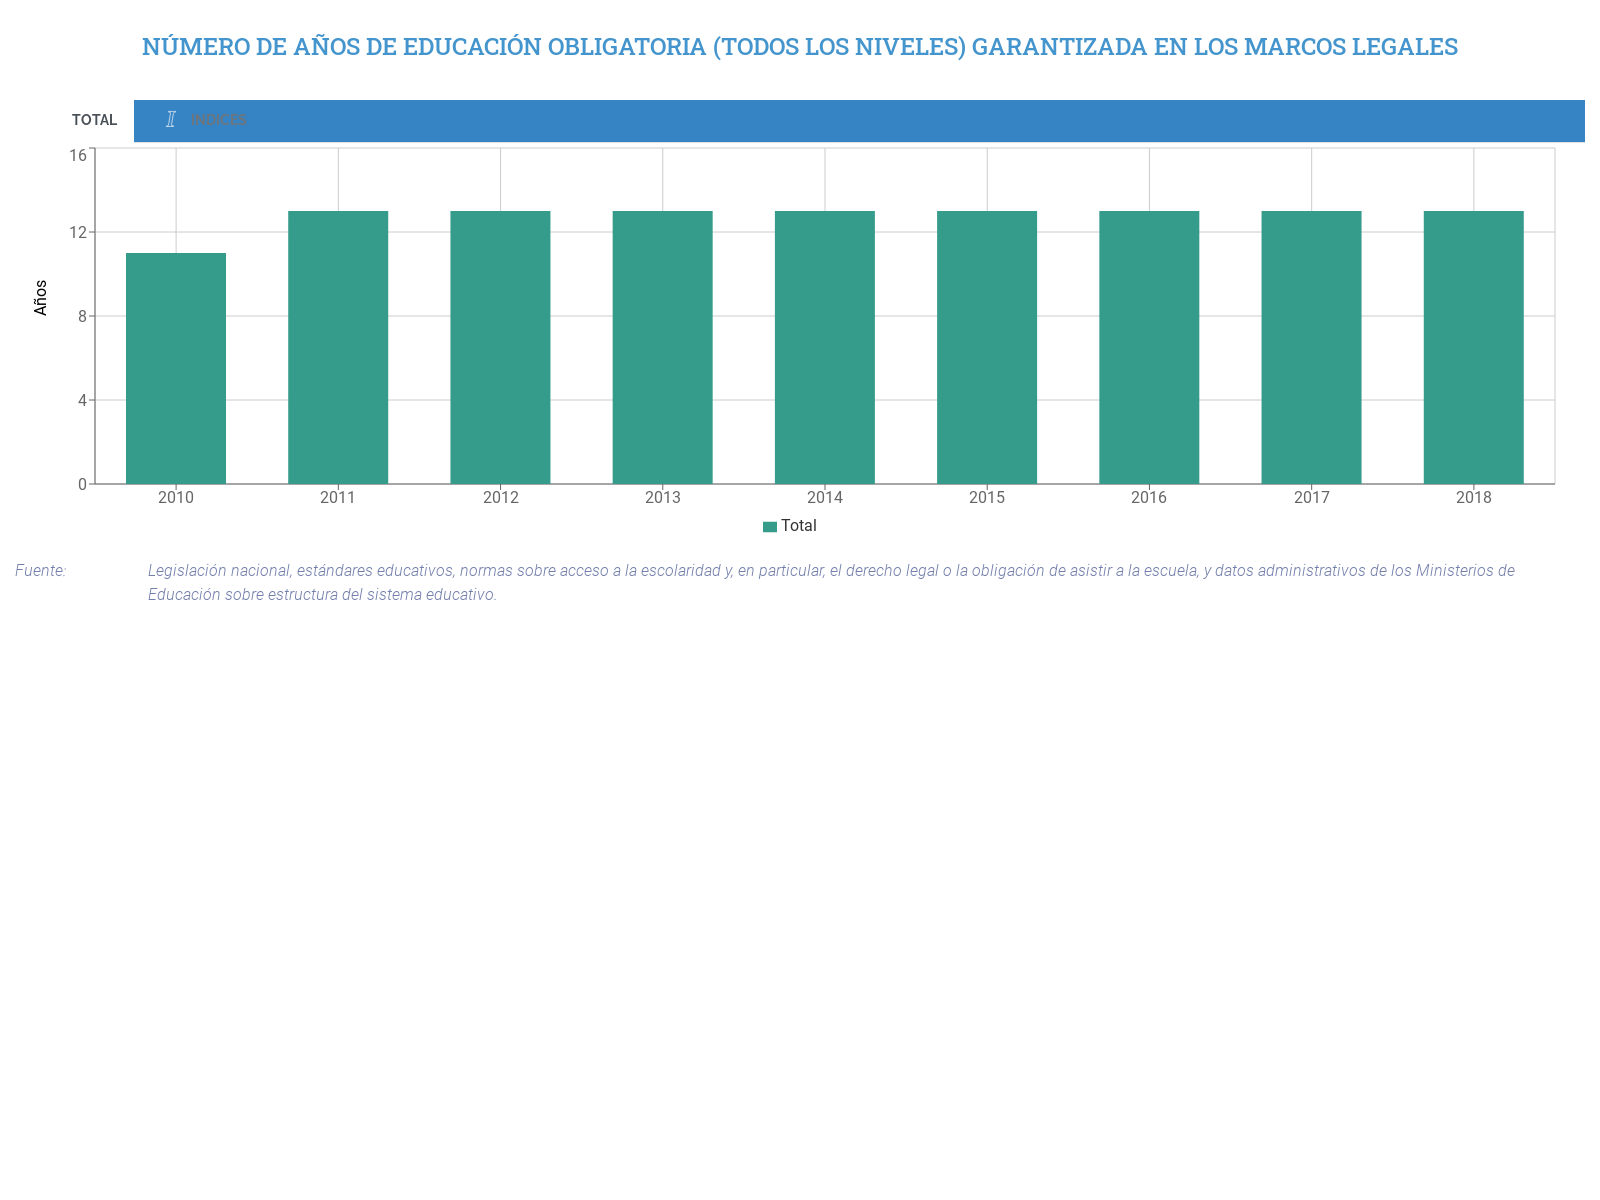 NÚMERO DE AÑOS DE EDUCACIÓN OBLIGATORIA (TODOS LOS NIVELES) GARANTIZADA EN LOS MARCOS LEGALES
TOTAL
I INDICES
16
12
8
4
0
Años
2010 2011 2012 2013 2014 2015 2016 2017 2018
Total
Fuente: Legislación nacional, estándares educativos, normas sobre acceso a la escolaridad y, en particular, el derecho legal o la obligación de asistir a la escuela, y datos administrativos de los Ministerios de
Educación sobre estructura del sistema educativo.